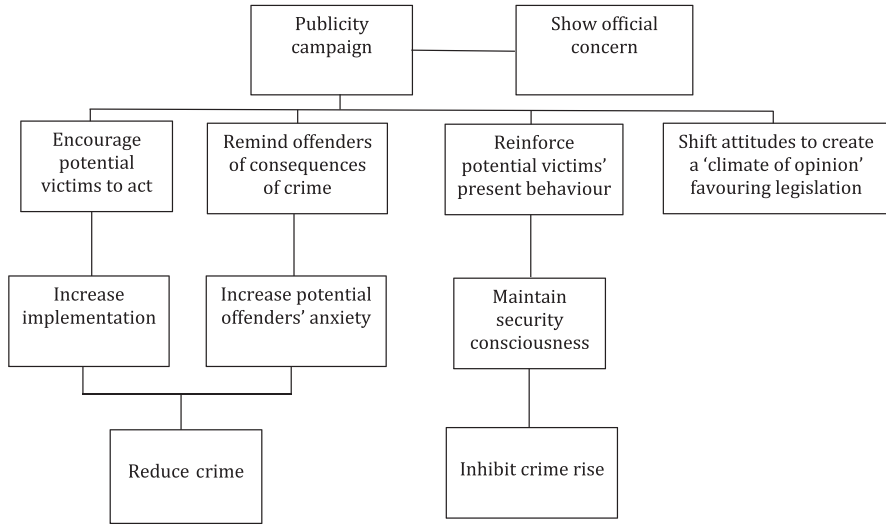 Publicity
campaign
Show official
concern
Encourage
potential
victims to act
Remind offenders
of consequences
of crime
Reinforce
potential victims’
present behaviour
Shift attitudes to create
a ‘climate of opinion’
favouring legislation
Increase
implementation
Increase potential
offenders’ anxiety
Maintain
security
consciousness
Reduce crime
Inhibit crime rise